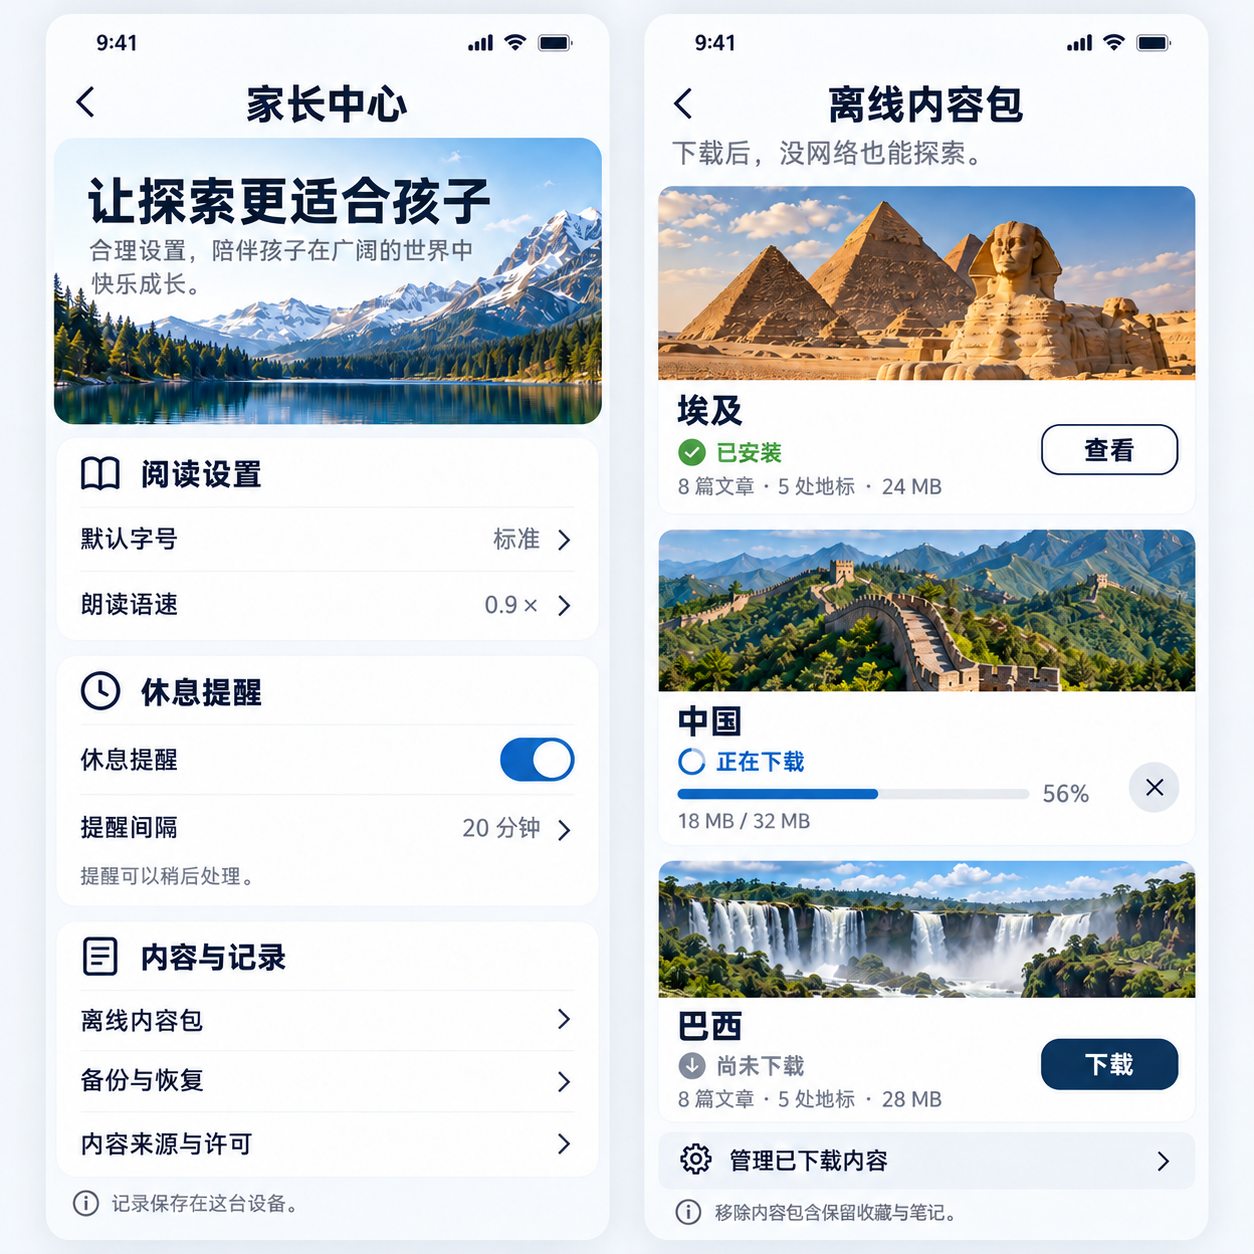 9:41
家长中心
让探索更适合孩子
合理设置，陪伴孩子在广阔的世界中
快乐成长。
阅读设置
默认字号 标准
朗读语速 0.9 ×
休息提醒
休息提醒
提醒间隔 20 分钟
提醒可以稍后处理。
内容与记录
离线内容包
备份与恢复
内容来源与许可
记录保存在这台设备。
9:41
离线内容包
下载后，没网络也能探索。
埃及
已安装
查看
8 篇文章 · 5 处地标 · 24 MB
中国
正在下载
56%
18 MB / 32 MB
巴西
尚未下载
下载
8 篇文章 · 5 处地标 · 28 MB
管理已下载内容
移除内容包含保留收藏与笔记。